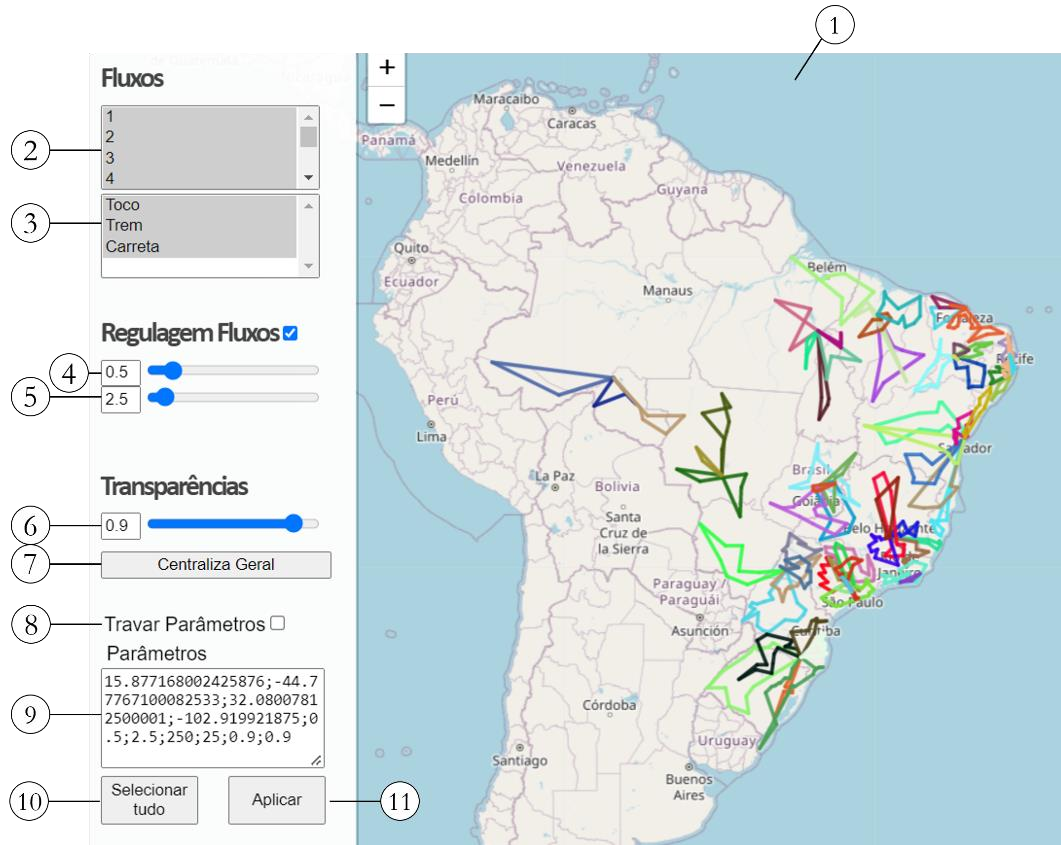 1
Fluxos
1
2
3
4
2
Toco
Trem
Carreta
3
Regulagem Fluxos
4
0.5
5
2.5
Transparências
6
0.9
7
Centraliza Geral
8
Travar Parâmetros
Parâmetros
9
15.877168002425876;-44.7
7767100082533;32.0800781
2500001;-102.919921875;0
.5;2.5;250;25;0.9;0.9
10
Selecionar
tudo
Aplicar
11
+
−
Maracaibo
Caracas
Panamá
Medellín
Venezuela
Guyana
Colombia
Quito
Ecuador
Belém
Manaus
Fortaleza
Recife
Perú
Lima
Salvador
La Paz
Brasil
Bolivia
Goiânia
Santa
Cruz de
la Sierra
Belo Horizonte
Janeiro
Paraguay /
Paraguái
São Paulo
Asunción
Curitiba
Córdoba
Uruguay
Santiago
Buenos
Aires